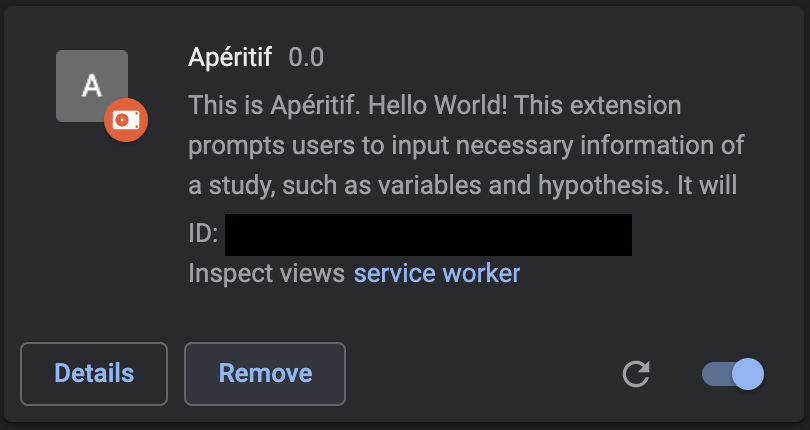 A
Apéritif 0.0
This is Apéritif. Hello World! This extension
prompts users to input necessary information of
a study, such as variables and hypothesis. It will
ID:
Inspect views service worker
Details Remove